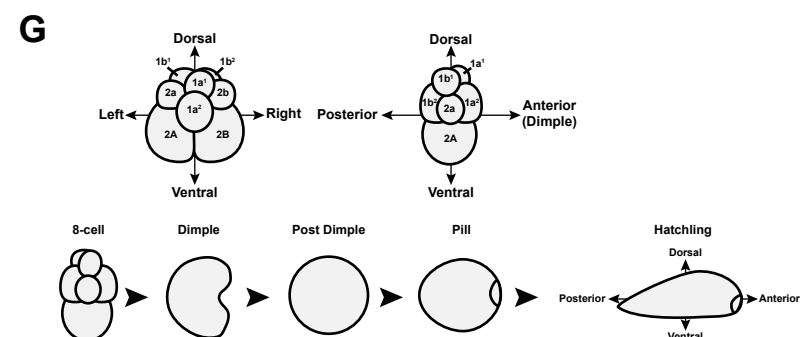 G
Dorsal
1b¹ 1b²
1a¹
2a 2b
1a²
Left Right
2A 2B
Ventral
Dorsal
1a¹
1b¹
1b² 1a²
2a
Posterior Anterior
(Dimple)
2A
Ventral
8-cell Dimple Post Dimple Pill Hatchling
Dorsal
Posterior Anterior
Ventral